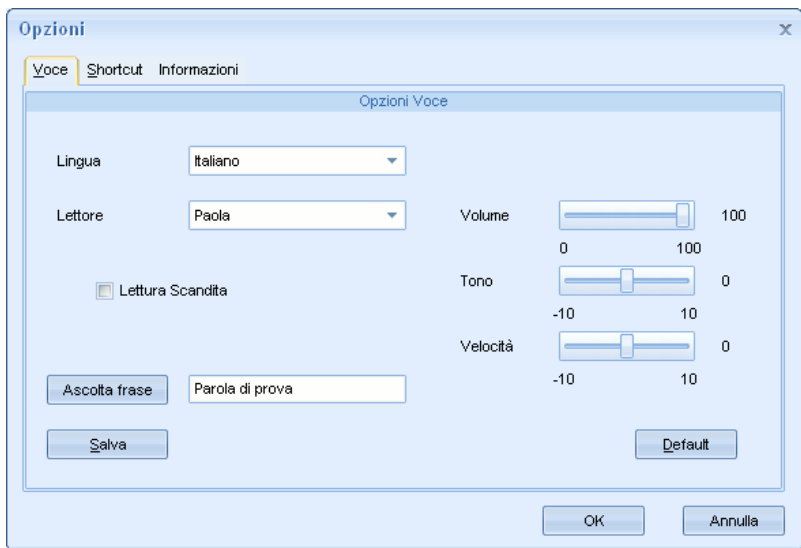 Opzioni
Voce Shortcut Informazioni
Opzioni Voce
Lingua Italiano
Lettore Paola Volume 100
0 100
Lettura Scandita Tono 0
-10 10
Velocità 0
-10 10
Ascolta frase Parola di prova
Salva Default
OK Annulla